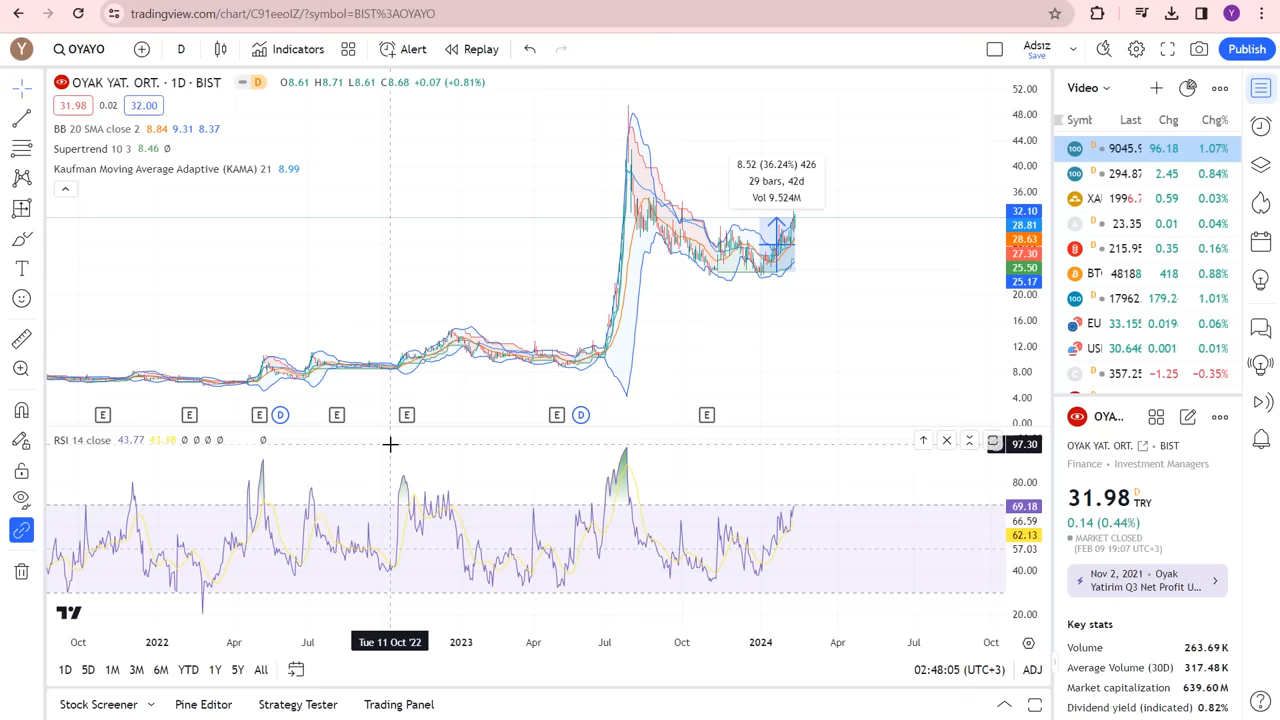 tradingview.com/chart/C91eeoIZ/?symbol=BIST%3AOYAYO
Y
Y OYAYO D Indicators Alert Replay Adsız Save Publish
OYAK YAT. ORT. · 1D · BIST D O8.61 H8.71 L8.61 C8.68 +0.07 (+0.81%)
31.98 0.02 32.00
BB 20 SMA close 2 8.84 9.31 8.37
Supertrend 10 3 8.46 Ø
Kaufman Moving Average Adaptive (KAMA) 21 8.99
8.52 (36.24%) 426
29 bars, 42d
Vol 9.524M
52.00
48.00
44.00
40.00
36.00
32.10
28.81
28.63
27.30
25.50
25.17
20.00
16.00
12.00
8.00
4.00
0.00
E E E D E E E D E
RSI 14 close 43.77 43.18 Ø Ø Ø Ø Ø
97.30
80.00
69.18
66.59
62.13
57.03
40.00
20.00
Oct 2022 Apr Jul Tue 11 Oct '22 2023 Apr Jul Oct 2024 Apr Jul Oct
1D 5D 1M 3M 6M YTD 1Y 5Y All 02:48:05 (UTC+3) ADJ
Stock Screener Pine Editor Strategy Tester Trading Panel
Video
Symt Last Chg Chg%
100 D 9045.9 96.18 1.07%
100 D 294.87 2.45 0.84%
XAU 1996.7 0.59 0.03%
D 23.35 0.01 0.04%
D 215.95 0.35 0.16%
BTC 48188 418 0.88%
100 17962. 179.2 1.01%
EU 33.155 0.019 0.06%
USI 30.646 0.001 0.01%
357.25 −1.25 −0.35%
OYA...
OYAK YAT. ORT. BIST
Finance Investment Managers
31.98 D TRY
0.14 (0.44%)
MARKET CLOSED
(FEB 09 19:07 UTC+3)
Nov 2, 2021 • Oyak
Yatirim Q3 Net Profit U...
Key stats
Volume 263.69K
Average Volume (30D) 317.48K
Market capitalization 639.60M
Dividend yield (indicated) 0.82%